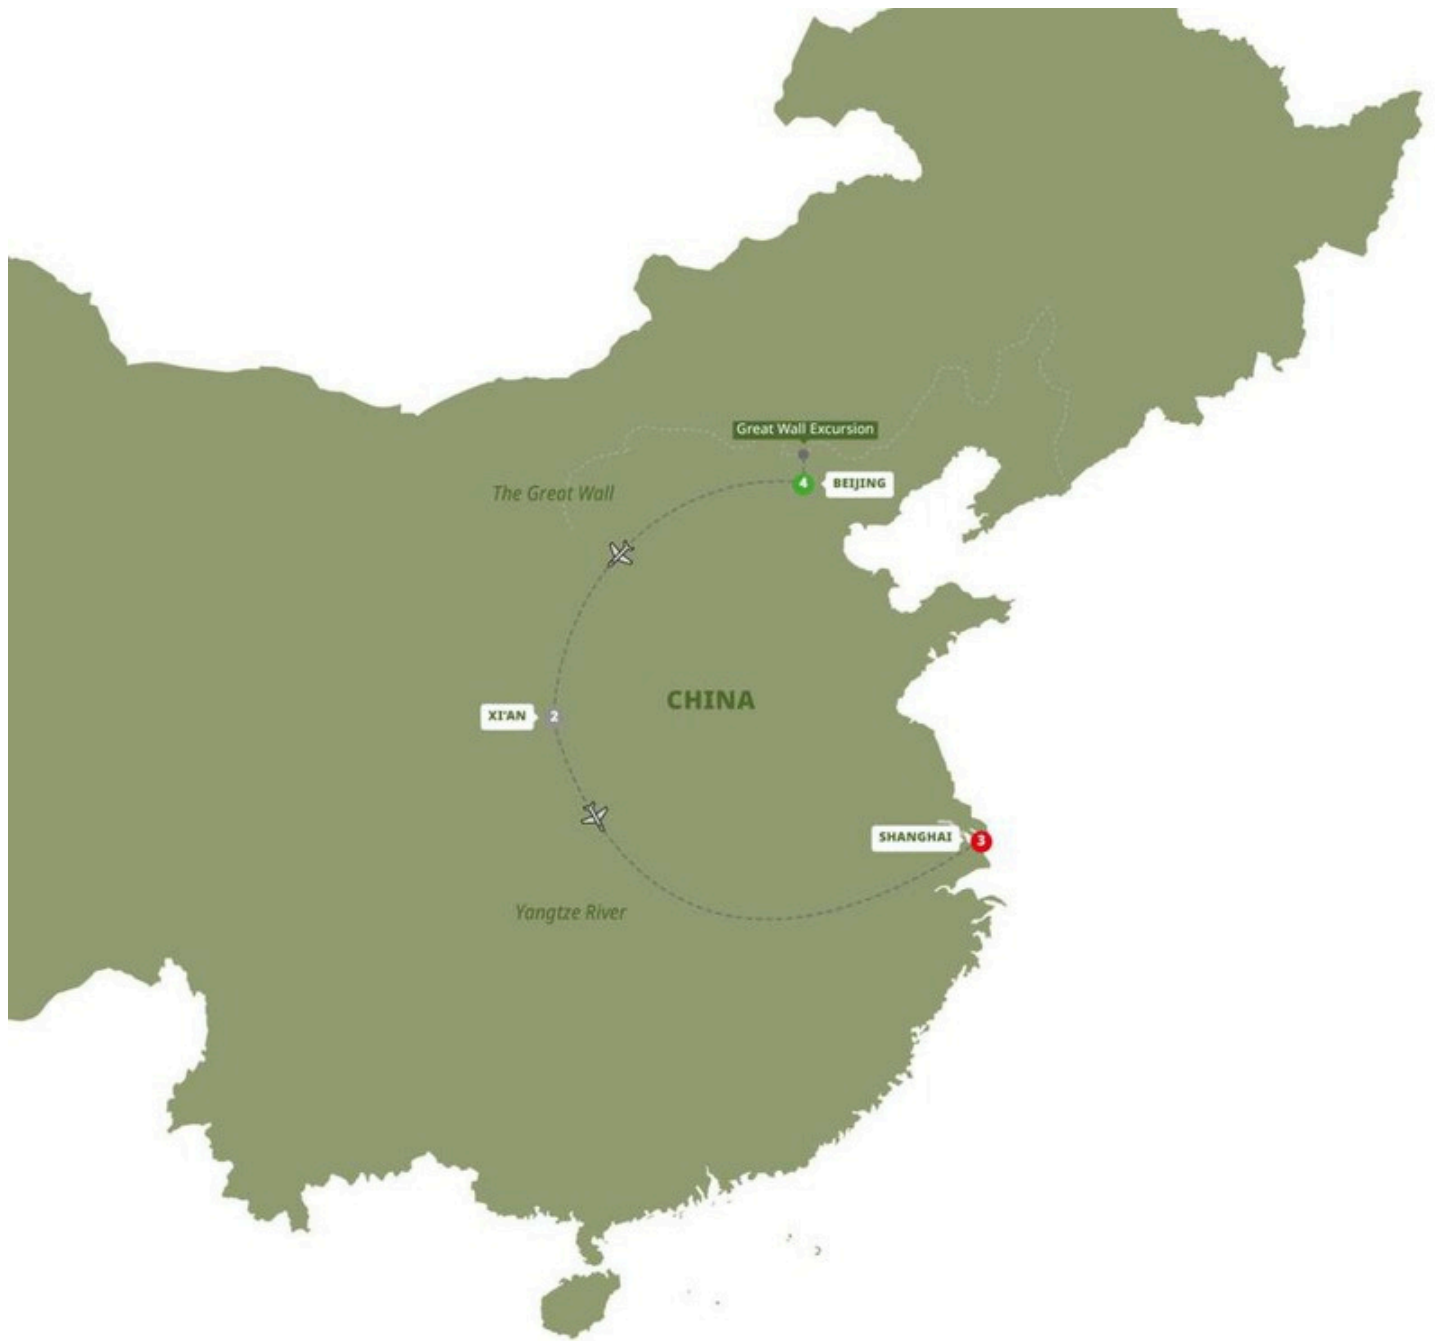 Great Wall Excursion
4
BEIJING
The Great Wall
XI'AN
2
CHINA
SHANGHAI
3
Yangtze River